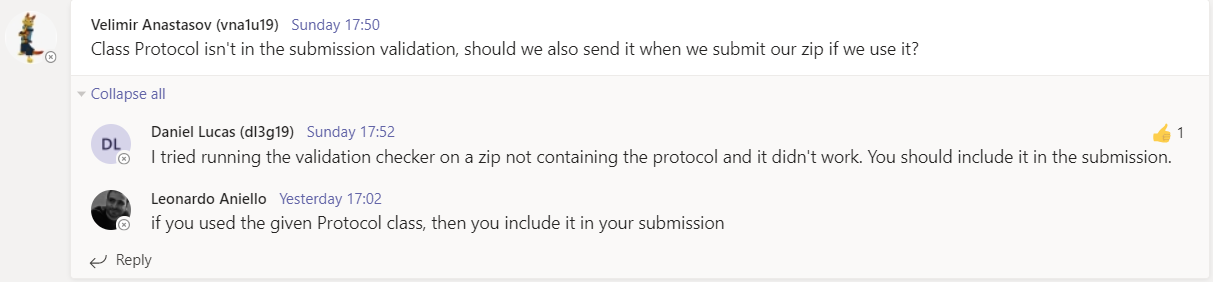 Velimir Anastasov (vna1u19) Sunday 17:50
Class Protocol isn't in the submission validation, should we also send it when we submit our zip if we use it?
Collapse all
DL
Daniel Lucas (dl3g19) Sunday 17:52
👍 1
I tried running the validation checker on a zip not containing the protocol and it didn't work. You should include it in the submission.
Leonardo Aniello Yesterday 17:02
if you used the given Protocol class, then you include it in your submission
Reply